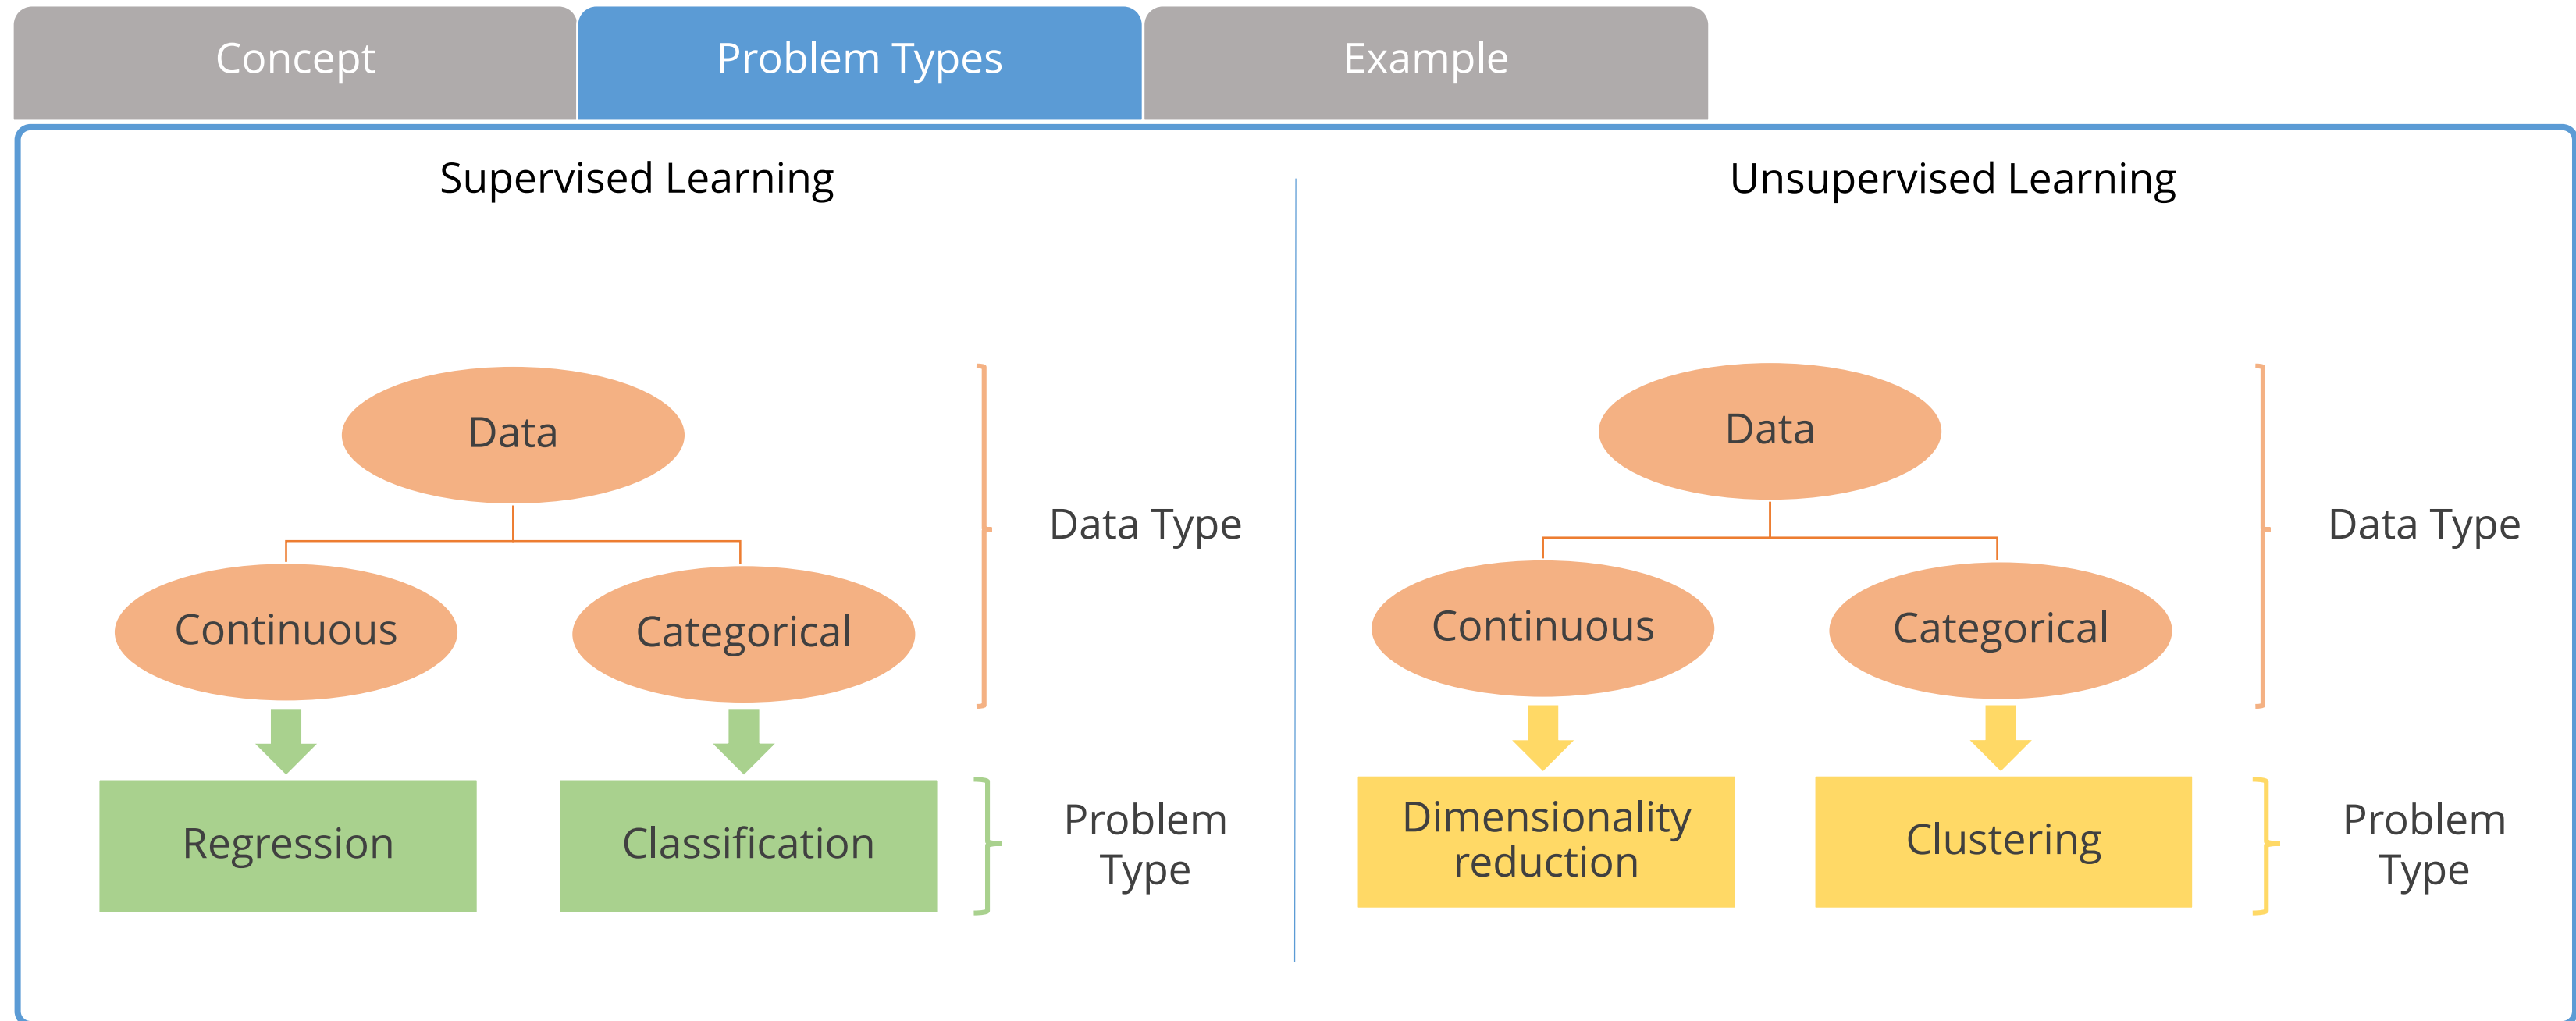 Concept
Problem Types
Example
Supervised Learning
Data
Continuous
Categorical
Data Type
Regression
Classification
Problem
Type
Unsupervised Learning
Data
Continuous
Categorical
Data Type
Dimensionality
reduction
Clustering
Problem
Type